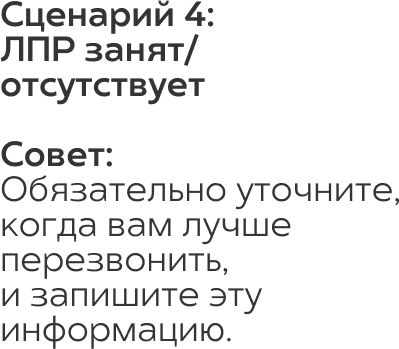 Сценарий 4:
ЛПР занят/
отсутствует
Совет:
Обязательно уточните,
когда вам лучше
перезвонить,
и запишите эту
информацию.